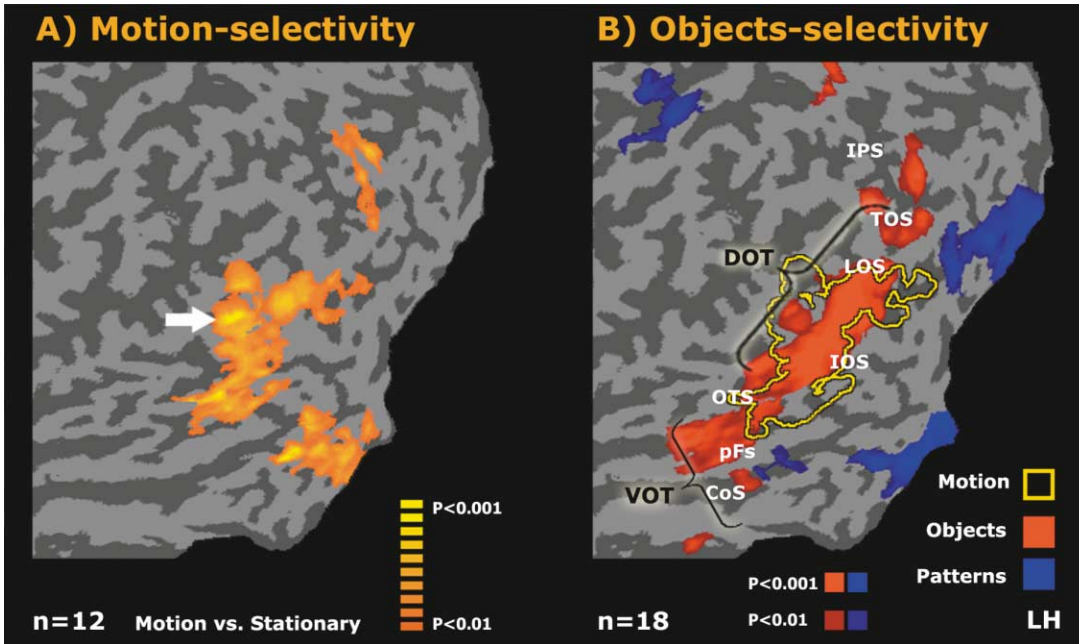 A) Motion-selectivity
P<0.001
P<0.01
n=12 Motion vs. Stationary
B) Objects-selectivity
IPS
TOS
DOT
LOS
IOS
OTS
pFs
VOT
CoS
Motion
Objects
Patterns
P<0.001
P<0.01
n=18
LH